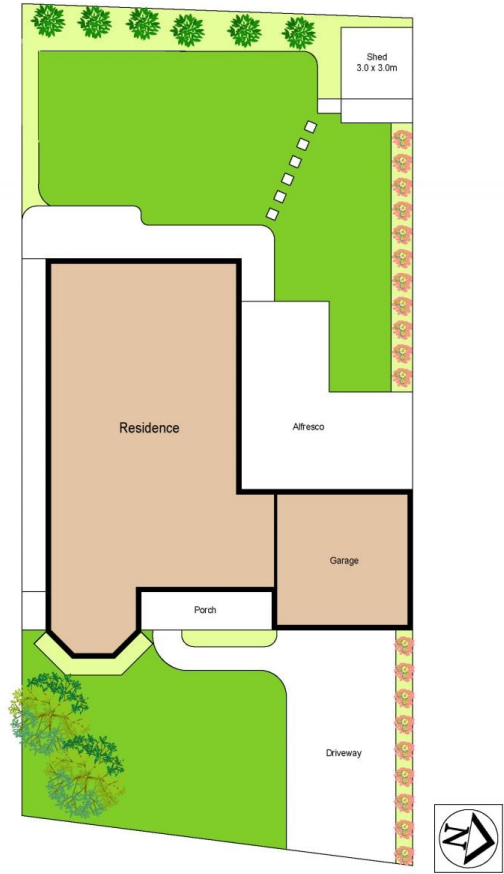 Shed
3.0 x 3.0m
Residence
Alfresco
Garage
Porch
Driveway
N